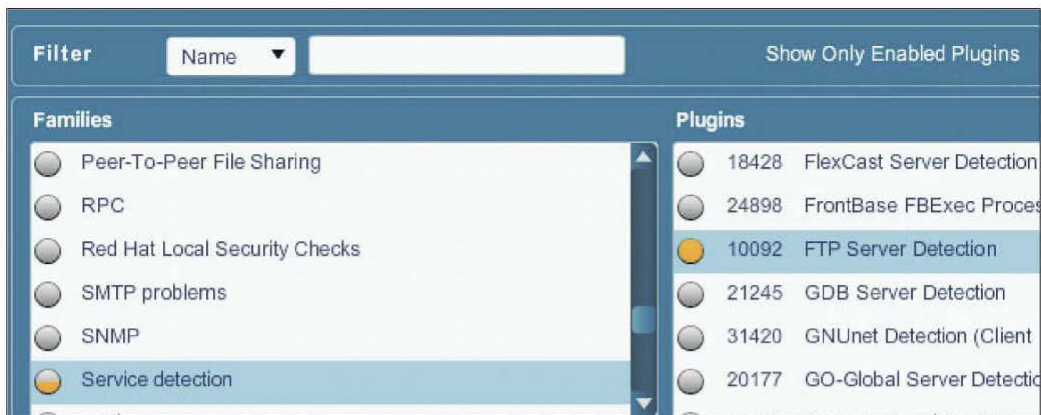 Filter
Name
Show Only Enabled Plugins
Families
Peer-To-Peer File Sharing
RPC
Red Hat Local Security Checks
SMTP problems
SNMP
Service detection
Plugins
18428 FlexCast Server Detection
24898 FrontBase FBExec
10092 FTP Server Detection
21245 GDB Server Detection
31420 GNUnet Detection (Client
20177 GO-Global Server